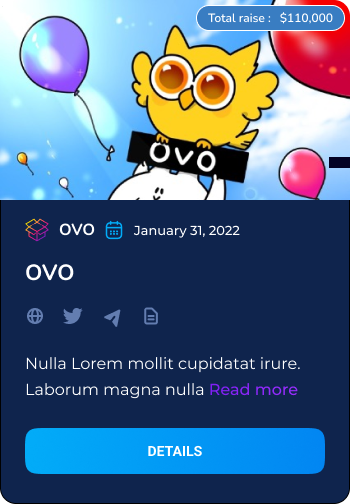 Total raise : $110,000
OVO
OVO January 31, 2022
OVO
Nulla Lorem mollit cupidatat irure.
Laborum magna nulla Read more
DETAILS